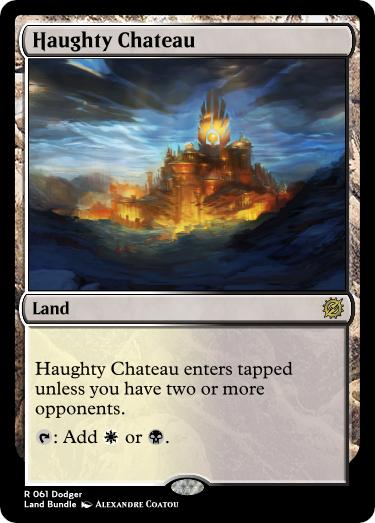 Haughty Chateau
Land
Haughty Chateau enters tapped
unless you have two or more
opponents.
: Add or .
R 061 Dodger
Land Bundle Alexandre Coatou